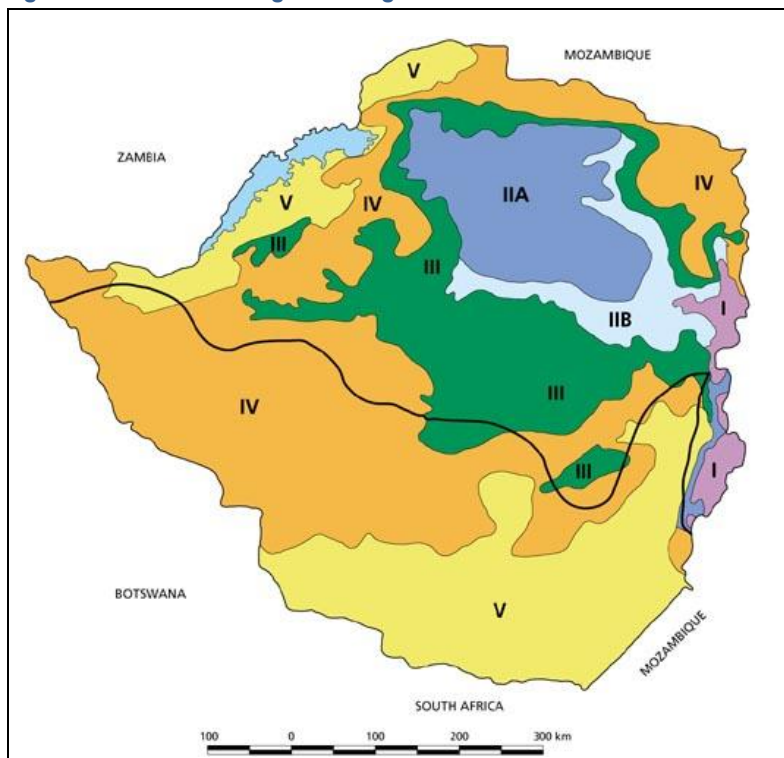 MOZAMBIQUE
V
ZAMBIA
IV
IIA
V
IV
III
III
I
IIB
IV
III
III
I
BOTSWANA
V
MOZAMBIQUE
SOUTH AFRICA
100 0 100 200 300 km